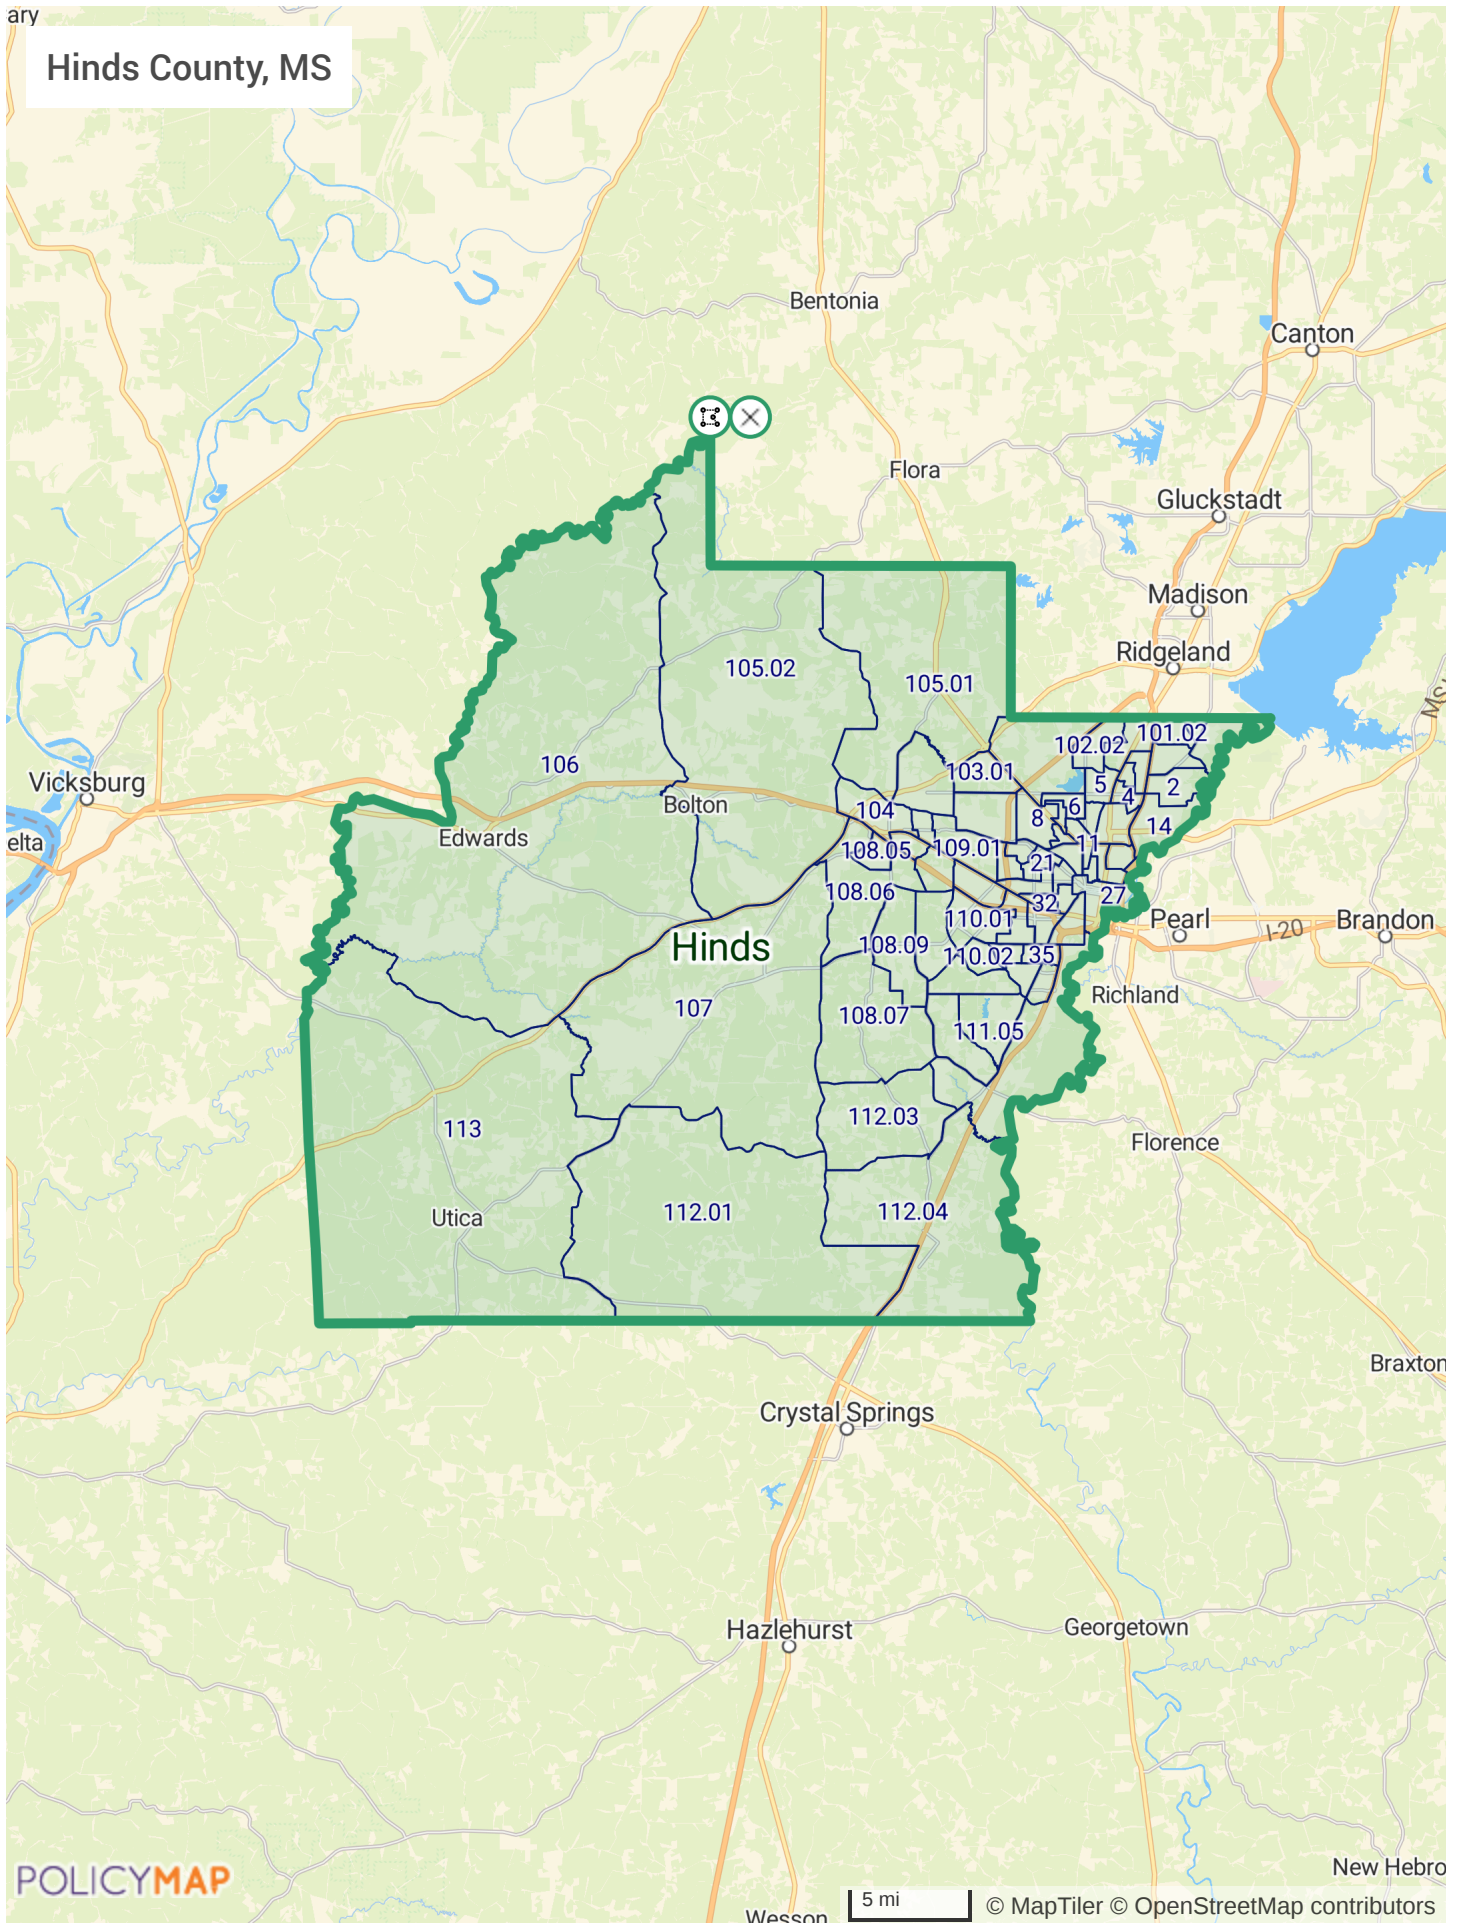 ary
Hinds County, MS
Bentonia
Canton
Flora
Gluckstadt
Madison
Ridgeland
105.02
105.01
101.02
102.02
106
103.01
Vicksburg
5
2
4
Bolton
6
104
8
14
Edwards
elta
11
109.01
108.05
21
108.06
27
32
110.01
Pearl
Brandon
I-20
Hinds
108.09
110.02
35
Richland
107
108.07
111.05
112.03
113
Florence
112.01
112.04
Utica
Braxton
Crystal Springs
Hazlehurst
Georgetown
New Hebro
POLICYMAP
5 mi
© MapTiler © OpenStreetMap contributors
Wesson